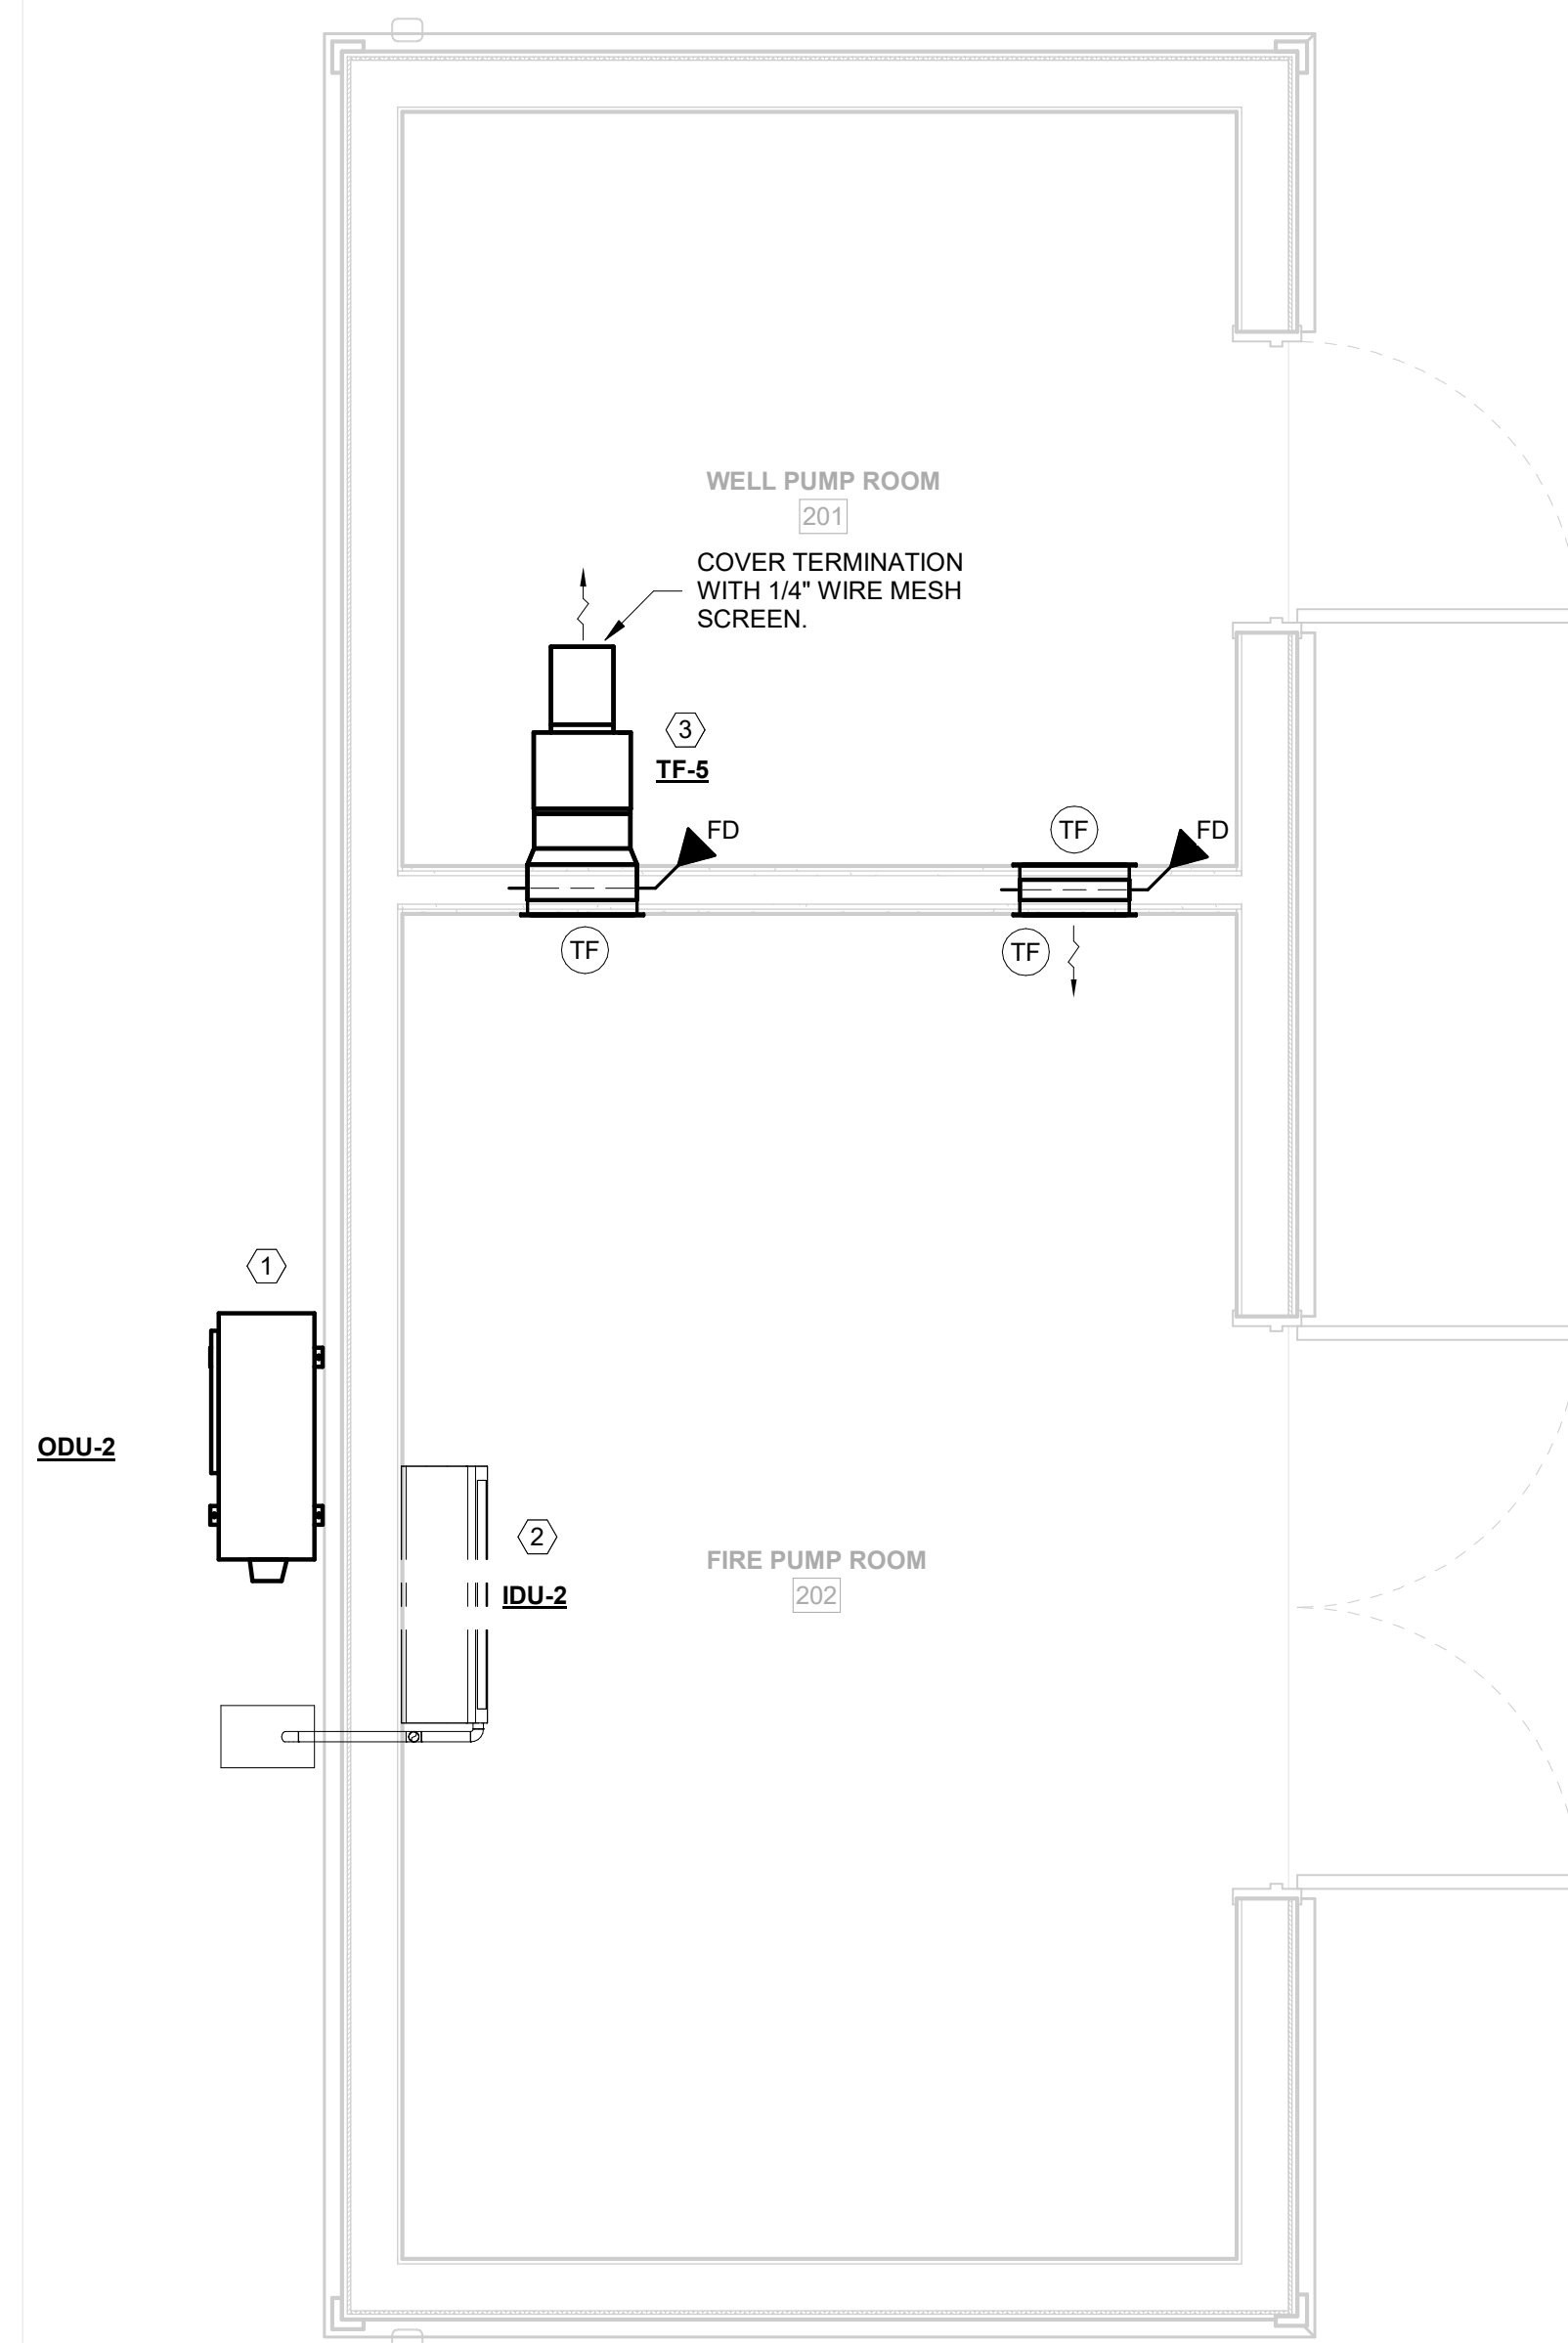 WELL PUMP ROOM
201
COVER TERMINATION
WITH 1/4" WIRE MESH
SCREEN.
3
TF-5
FD
TF
FD
TF
TF
1
ODU-2
2
IDU-2
FIRE PUMP ROOM
202